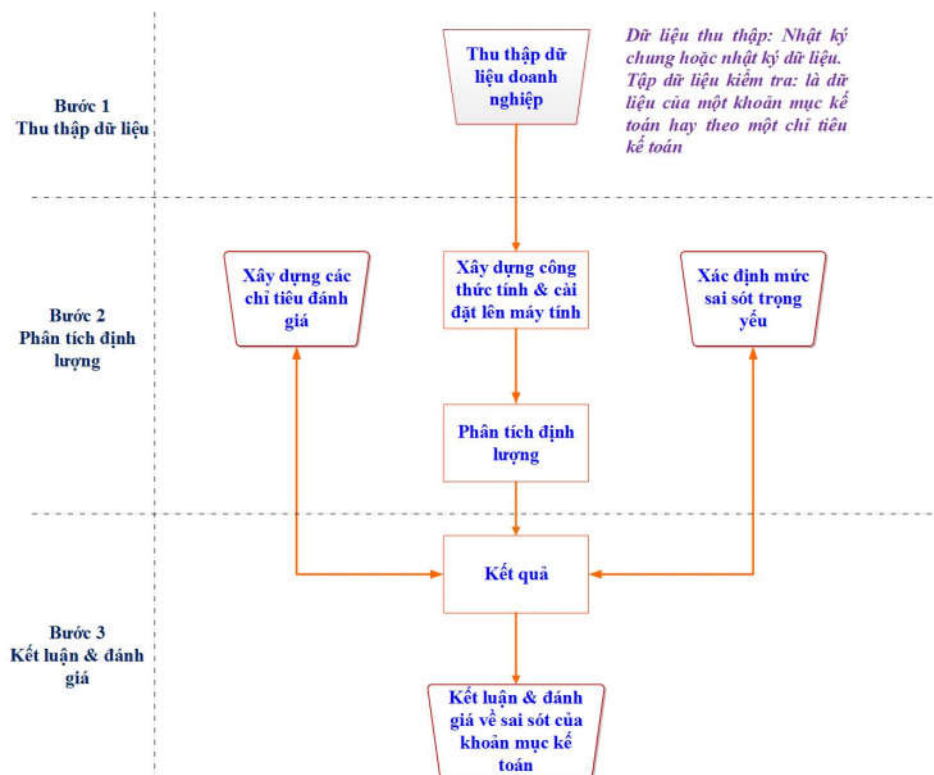 Thu thập dữ
liệu doanh
nghiệp
Dữ liệu thu thập: Nhật ký
chung hoặc nhật ký dữ liệu.
Tập dữ liệu kiểm tra: là dữ
liệu của một khoản mục kế
toán hay theo một chỉ tiêu
kế toán
Bước 1
Thu thập dữ liệu
Xây dựng các
chỉ tiêu đánh
giá
Xây dựng công
thức tính & cài
đặt lên máy tính
Xác định mức
sai sót trọng
yếu
Bước 2
Phân tích định
lượng
Phân tích định
lượng
Kết quả
Bước 3
Kết luận & đánh
giá
Kết luận & đánh
giá về sai sót của
khoản mục kế
toán